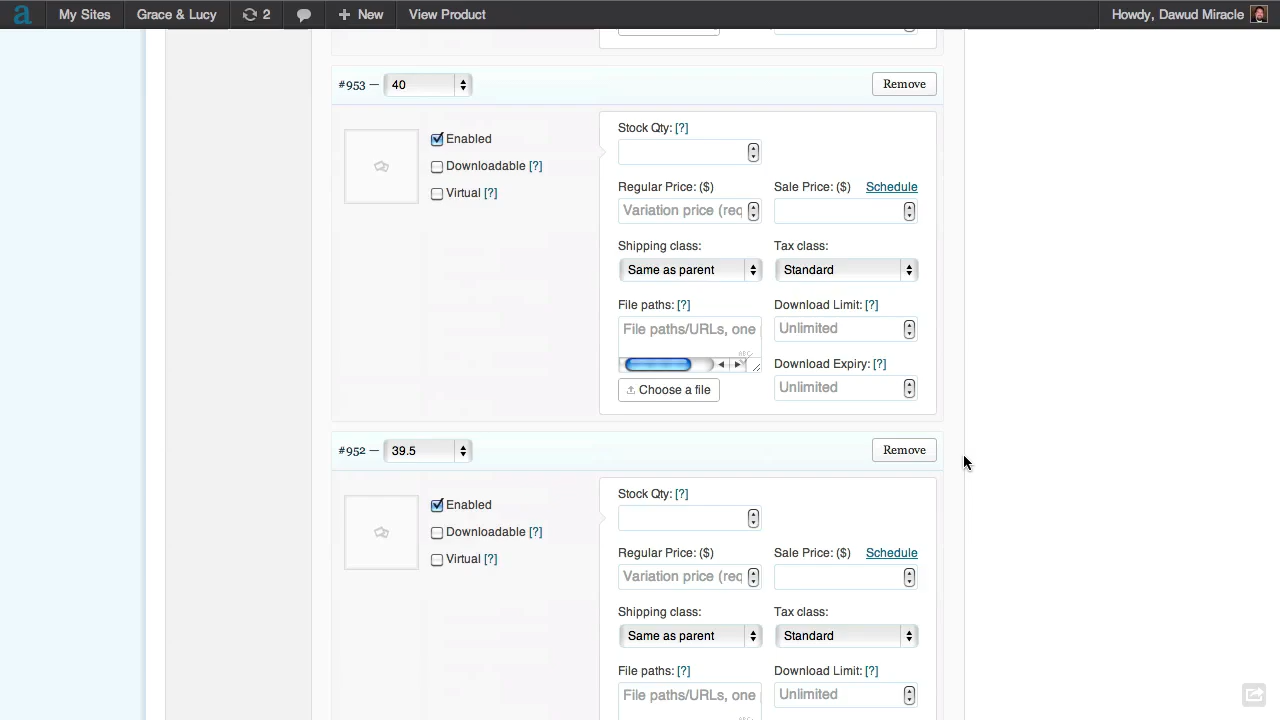 My Sites Grace & Lucy 2 + New View Product Howdy, Dawud Miracle
#953 — 40 Remove
Enabled
Downloadable [?]
Virtual [?]
Stock Qty: [?]
Regular Price: ($) Sale Price: ($) Schedule
Variation price (req
Shipping class: Tax class:
Same as parent Standard
File paths: [?] Download Limit: [?]
File paths/URLs, one Unlimited
ABC
Download Expiry: [?]
Choose a file Unlimited
#952 — 39.5 Remove
Enabled
Downloadable [?]
Virtual [?]
Stock Qty: [?]
Regular Price: ($) Sale Price: ($) Schedule
Variation price (req
Shipping class: Tax class:
Same as parent Standard
File paths: [?] Download Limit: [?]
File paths/URLs, one Unlimited